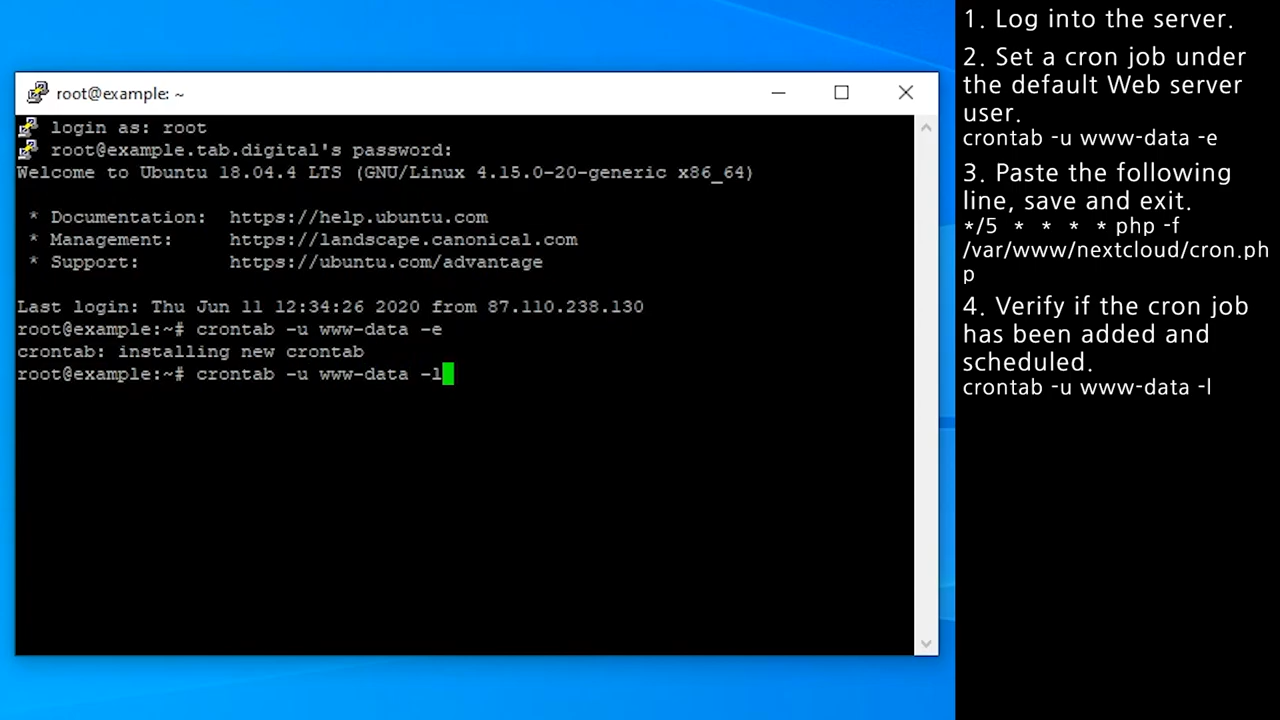 root@example: ~
login as: root
root@example.tab.digital's password:
Welcome to Ubuntu 18.04.4 LTS (GNU/Linux 4.15.0-20-generic x86_64)
* Documentation:  https://help.ubuntu.com
* Management:     https://landscape.canonical.com
* Support:        https://ubuntu.com/advantage
Last login: Thu Jun 11 12:34:26 2020 from 87.110.238.130
root@example:~# crontab -u www-data -e
crontab: installing new crontab
root@example:~# crontab -u www-data -l
1. Log into the server.
2. Set a cron job under
the default Web server
user.
crontab -u www-data -e
3. Paste the following
line, save and exit.
*/5 * * * * php -f
/var/www/nextcloud/cron.ph
p
4. Verify if the cron job
has been added and
scheduled.
crontab -u www-data -l